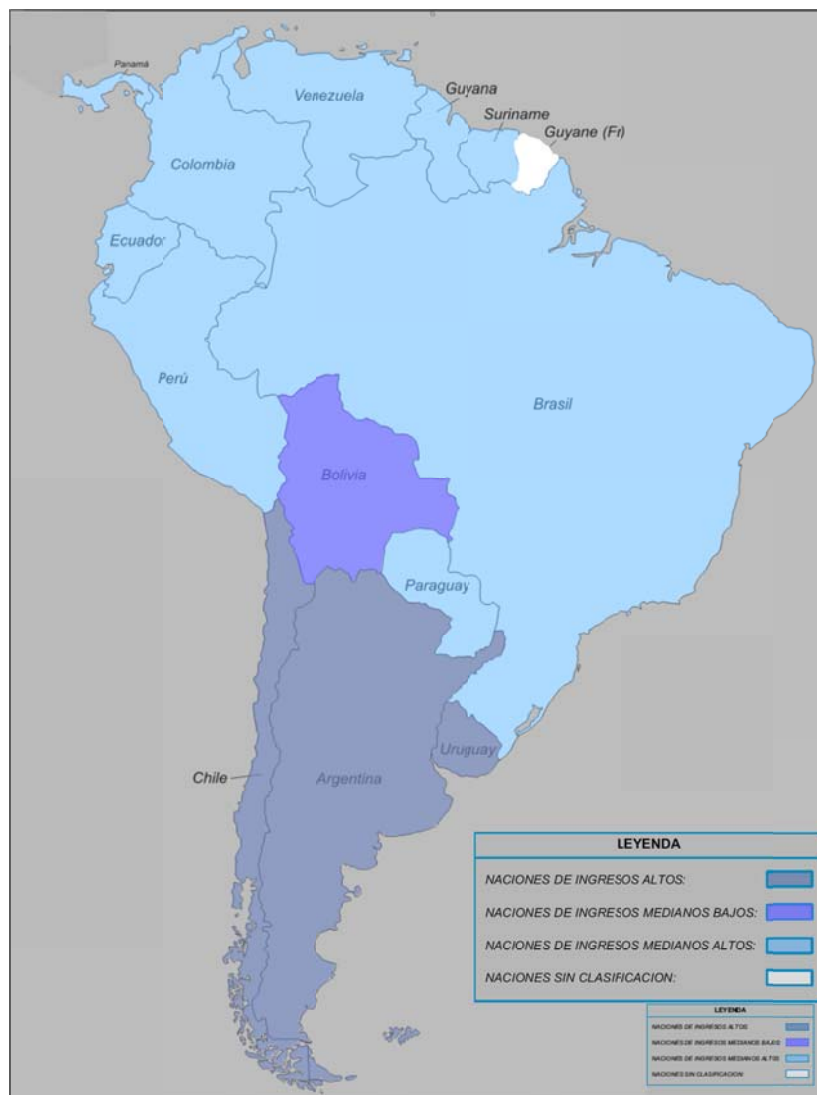 Panamá
Venezuela
Guyana
Suriname
Guyane (Fr)
Colombia
Ecuador
Perú
Brasil
Bolivia
Paraguay
Uruguay
Chile
Argentina
LEYENDA
NACIONES DE INGRESOS ALTOS:
NACIONES DE INGRESOS MEDIANOS BAJOS:
NACIONES DE INGRESOS MEDIANOS ALTOS:
NACIONES SIN CLASIFICACION:
LEYENDA
NACIONES DE INGRESOS ALTOS
NACIONES DE INGRESOS MEDIANOS BAJOS
NACIONES DE INGRESOS MEDIANOS ALTOS
NACIONES SIN CLASIFICACION